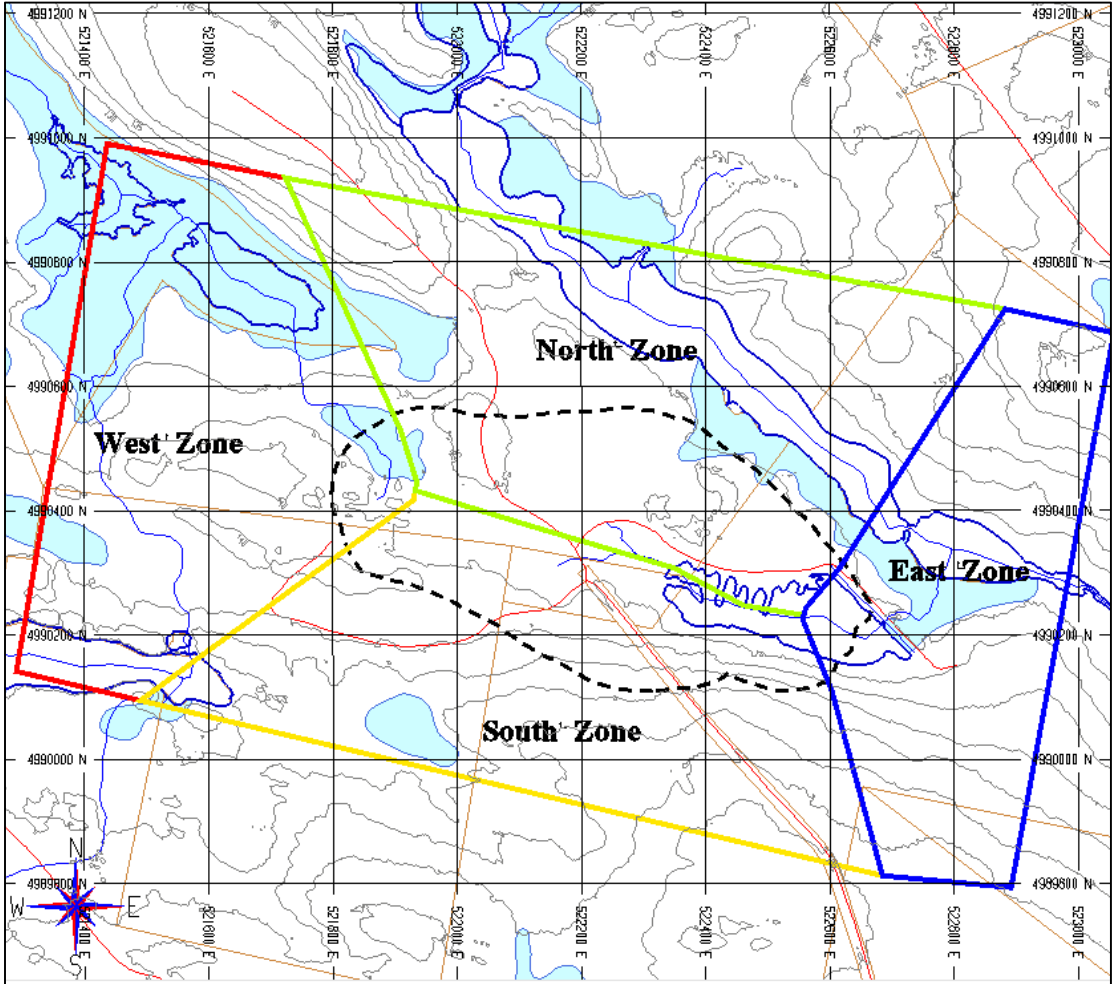 4991200 N 4991200 N
521400 E 521600 E 521800 E 522000 E 522200 E 522400 E 522600 E 522800 E 523000 E
4991000 N 4991000 N
4990800 N 4990800 N
North Zone
4990600 N 4990600 N
West Zone
4990400 N 4990400 N
East Zone
4990200 N 4990200 N
South Zone
4990000 N 4990000 N
N
4989800 N 4989800 N
W E
S
521400 E 521600 E 521800 E 522000 E 522200 E 522400 E 522600 E 522800 E 523000 E